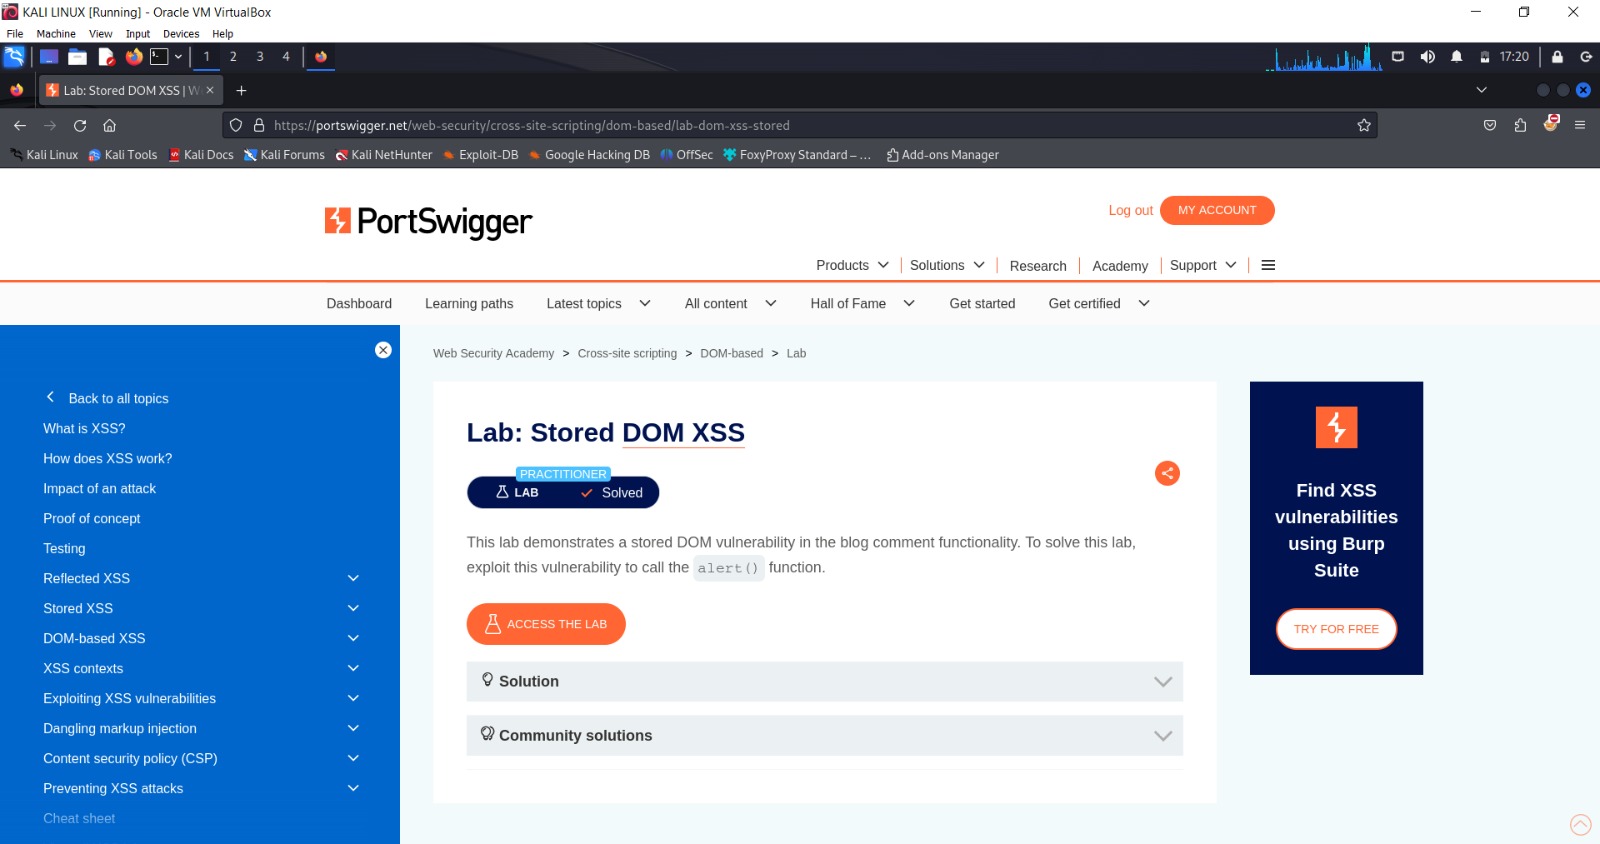 KALI LINUX [Running] - Oracle VM VirtualBox
File Machine View Input Devices Help
1 2 3 4 17:20
Lab: Stored DOM XSS | W
https://portswigger.net/web-security/cross-site-scripting/dom-based/lab-dom-xss-stored
Kali Linux Kali Tools Kali Docs Kali Forums Kali NetHunter Exploit-DB Google Hacking DB OffSec FoxyProxy Standard – ... Add-ons Manager
PortSwigger
Log out MY ACCOUNT
Products Solutions Research Academy Support
Dashboard Learning paths Latest topics All content Hall of Fame Get started Get certified
Back to all topics
What is XSS?
How does XSS work?
Impact of an attack
Proof of concept
Testing
Reflected XSS
Stored XSS
DOM-based XSS
XSS contexts
Exploiting XSS vulnerabilities
Dangling markup injection
Content security policy (CSP)
Preventing XSS attacks
Cheat sheet
Web Security Academy > Cross-site scripting > DOM-based > Lab
Lab: Stored DOM XSS
PRACTITIONER
LAB Solved
This lab demonstrates a stored DOM vulnerability in the blog comment functionality. To solve this lab,
exploit this vulnerability to call the alert() function.
ACCESS THE LAB
Solution
Community solutions
Find XSS
vulnerabilities
using Burp
Suite
TRY FOR FREE